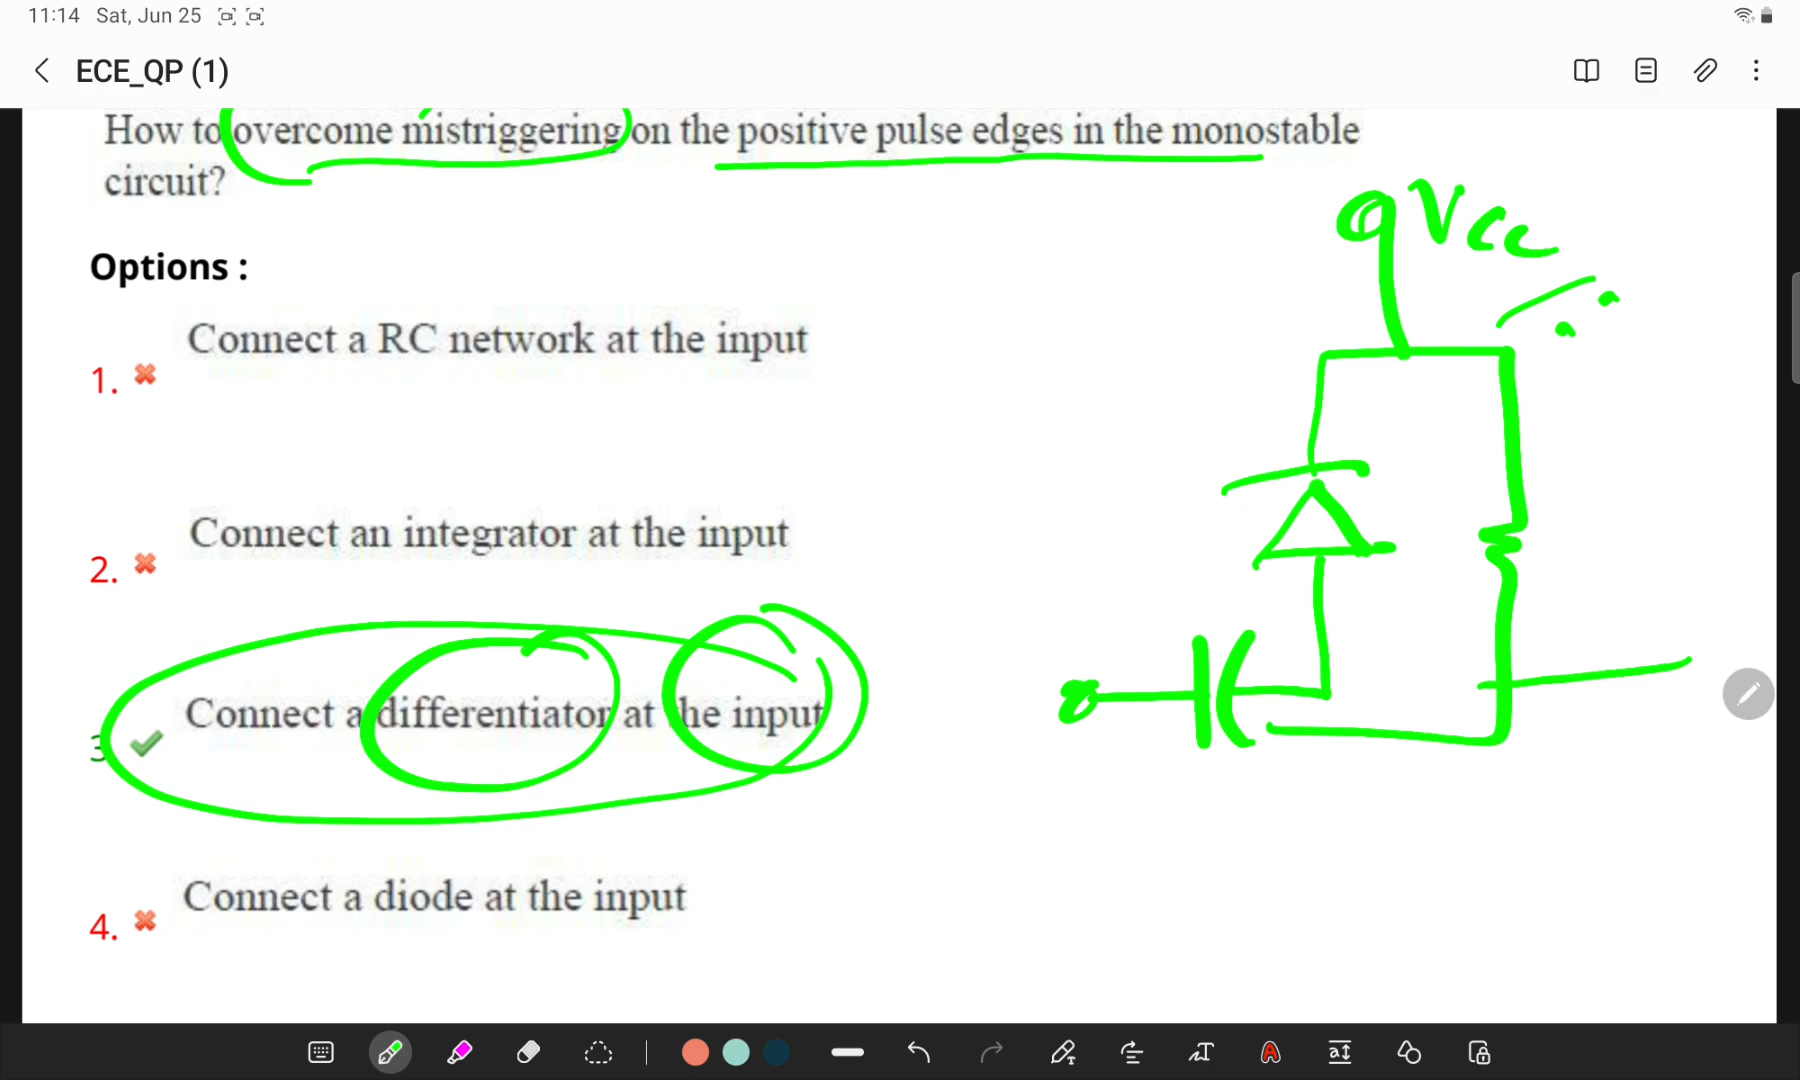 11:14 Sat, Jun 25
ECE_QP (1)
How to overcome mistriggering on the positive pulse edges in the monostable
circuit?
Vcc
Options :
Connect a RC network at the input
1.
Connect an integrator at the input
2.
Connect a differentiator at the input
3
Connect a diode at the input
4.